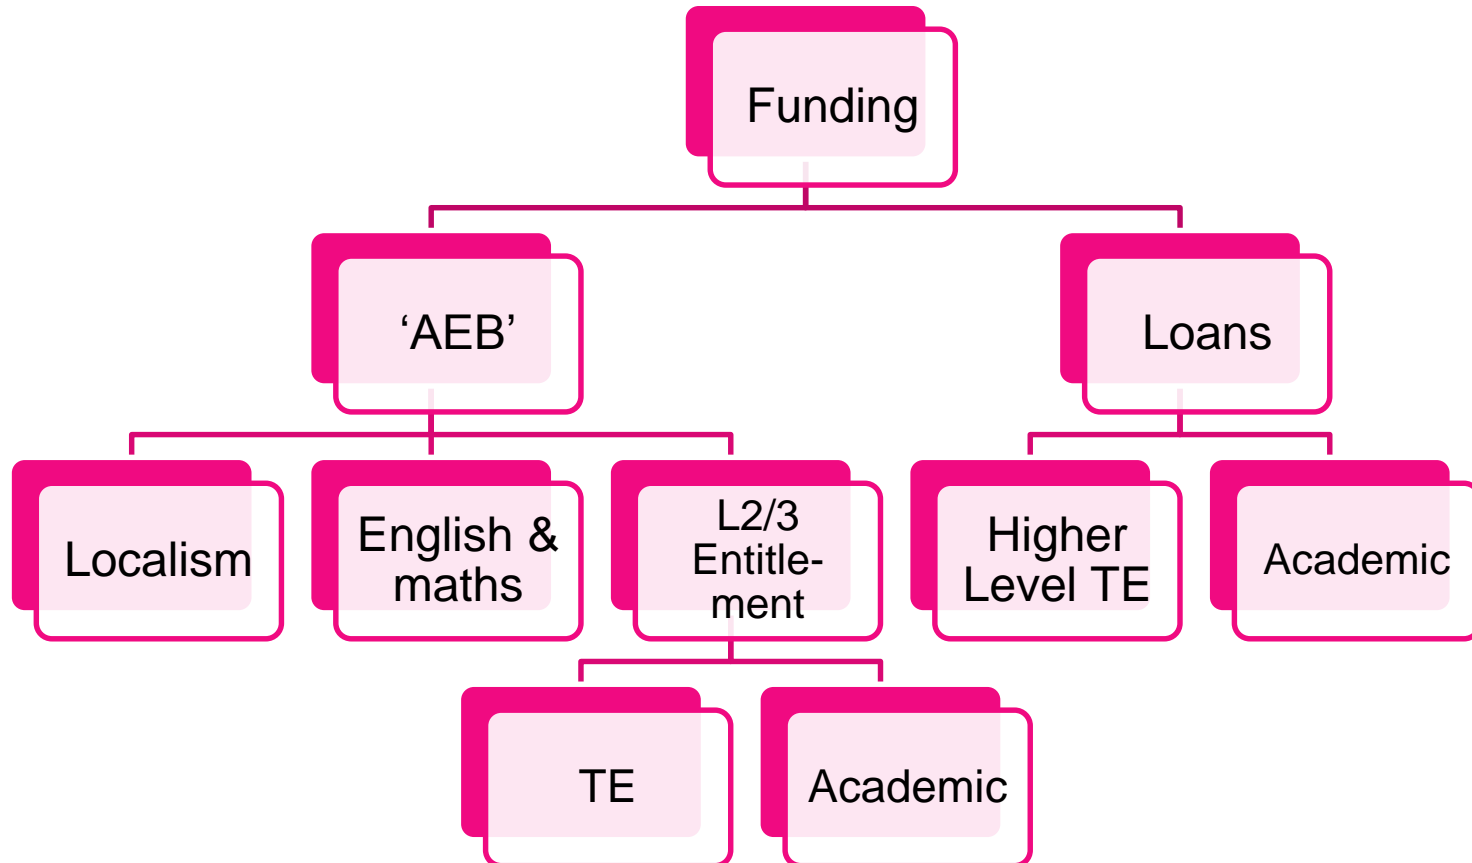 Funding
‘AEB’
Loans
Localism
English &
maths
L2/3
Entitle-
ment
Higher
Level TE
Academic
TE
Academic